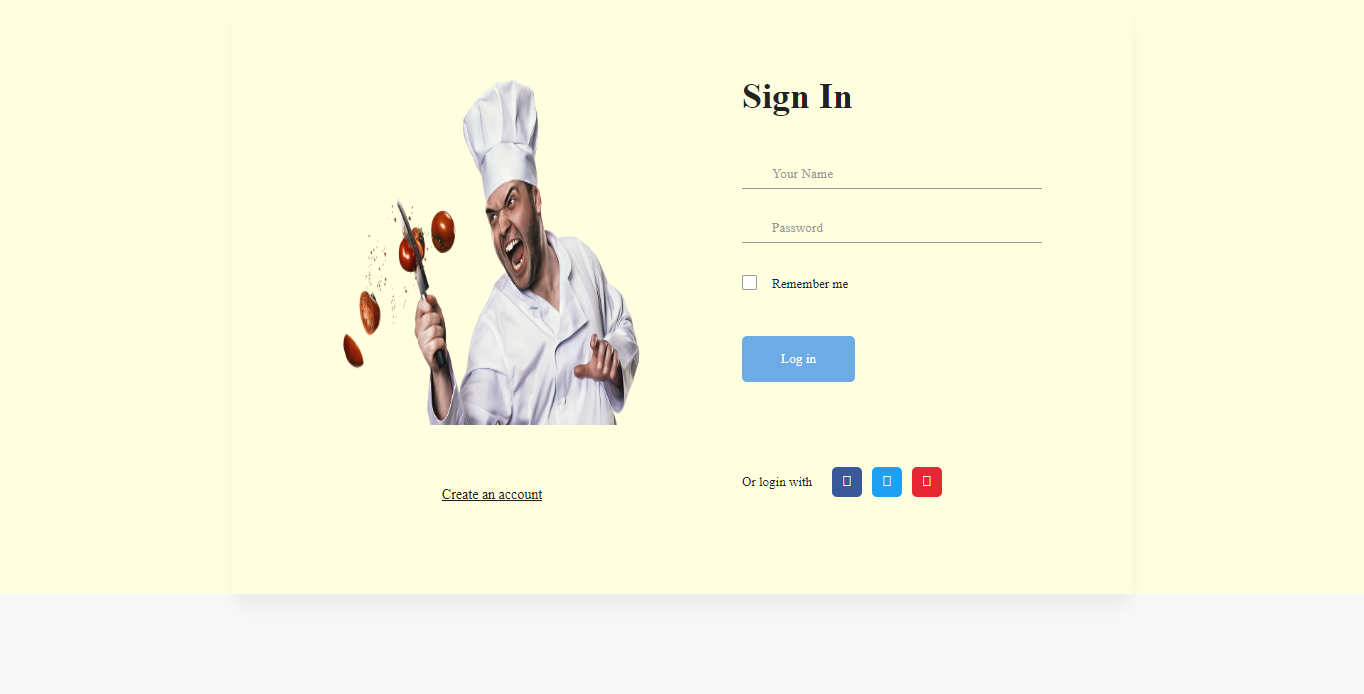 Sign In
Your Name
Password
Remember me
Log in
Create an account
Or login with